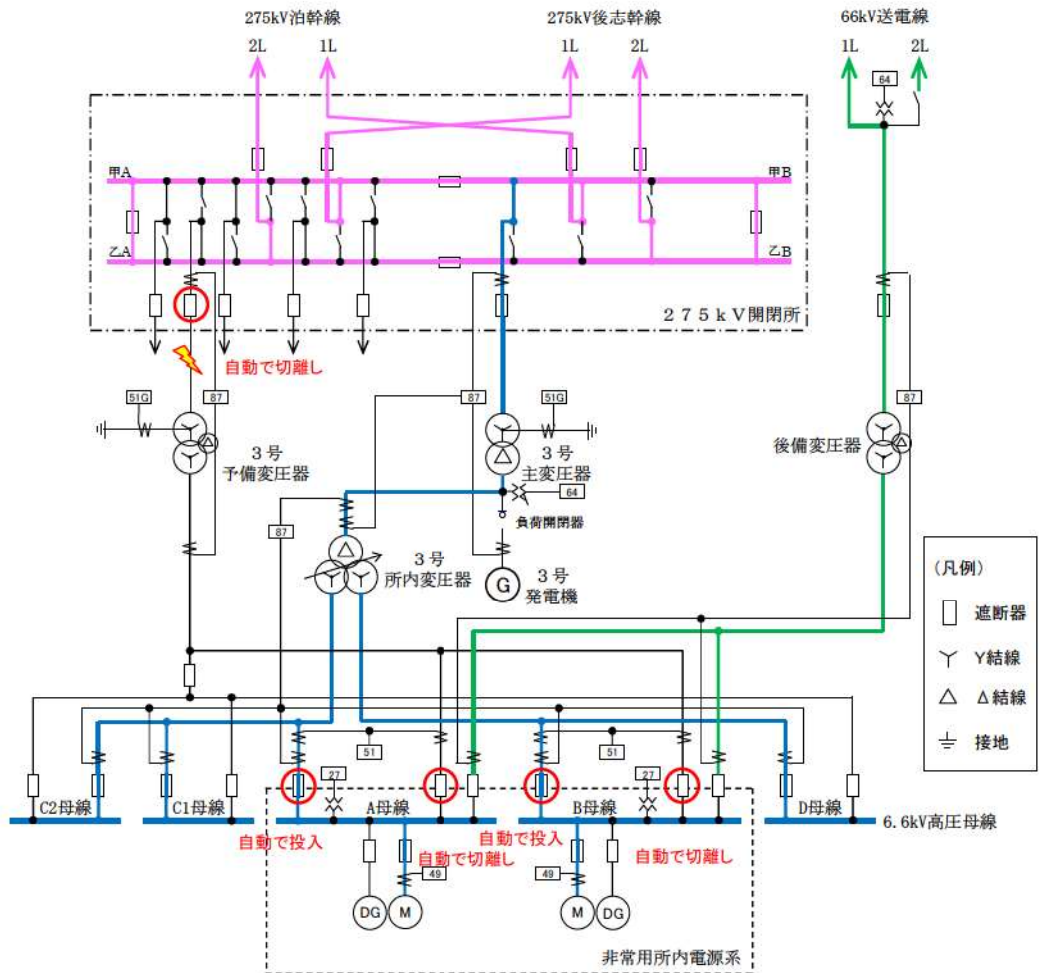 275kV泊幹線
275kV後志幹線
66kV送電線
2L
1L
1L
2L
1L
2L
64
甲A
甲B
乙A
乙B
275kV開閉所
自動で切離し
51G
87
87
51G
87
3号
予備変圧器
3号
主変圧器
後備変圧器
64
負荷開閉器
87
3号
所内変圧器
G
3号
発電機
(凡例)
遮断器
Y結線
Δ結線
接地
51
51
27
27
C2母線
C1母線
A母線
B母線
D母線
6.6kV高圧母線
自動で投入
自動で切離し
自動で投入
自動で切離し
49
49
DG
M
M
DG
非常用所内電源系